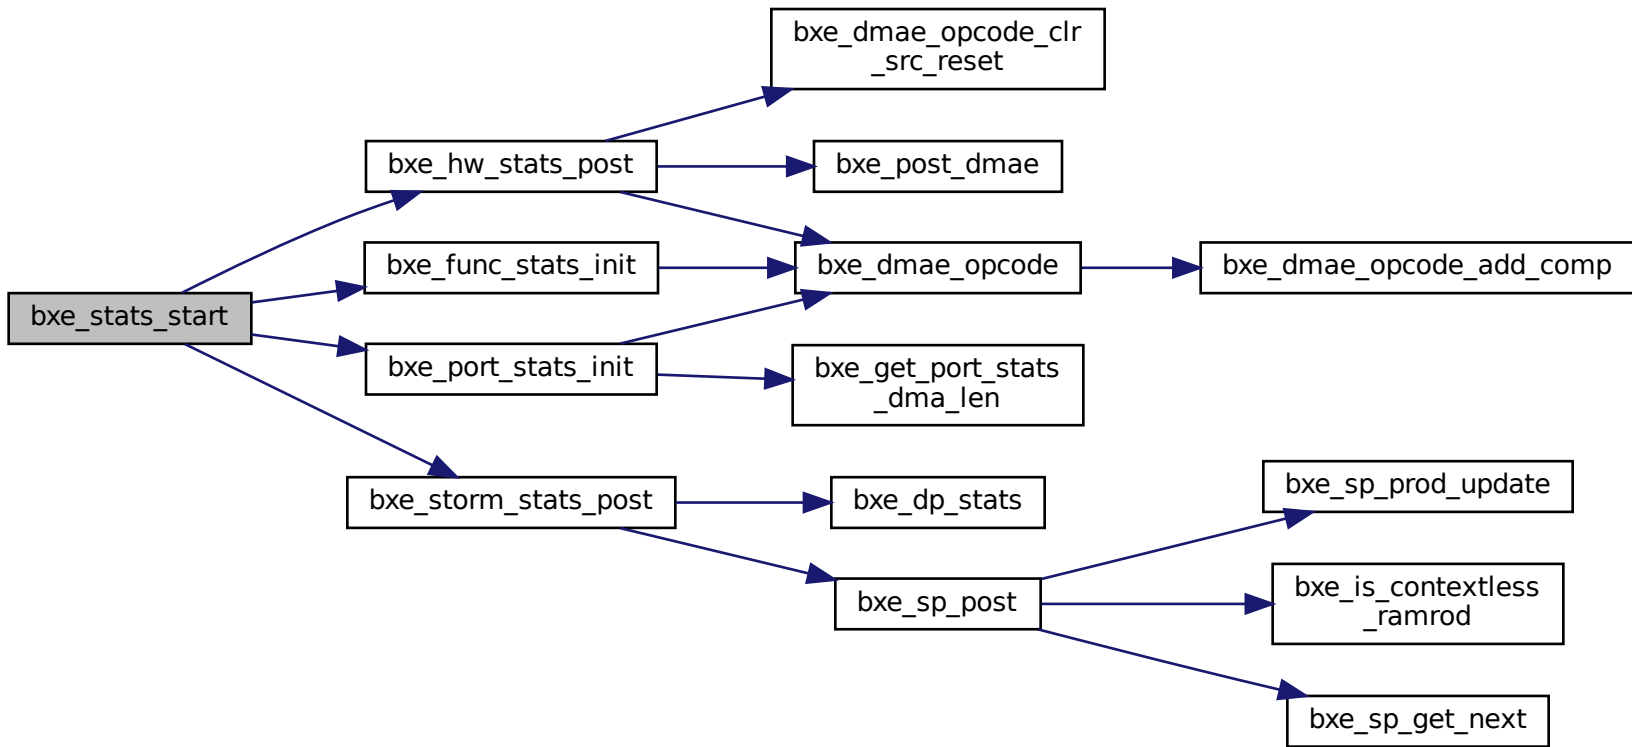 bxe_dmae_opcode_clr
_src_reset
bxe_hw_stats_post
bxe_post_dmae
bxe_func_stats_init
bxe_dmae_opcode
bxe_dmae_opcode_add_comp
bxe_stats_start
bxe_port_stats_init
bxe_get_port_stats
_dma_len
bxe_storm_stats_post
bxe_dp_stats
bxe_sp_prod_update
bxe_sp_post
bxe_is_contextless
_ramrod
bxe_sp_get_next